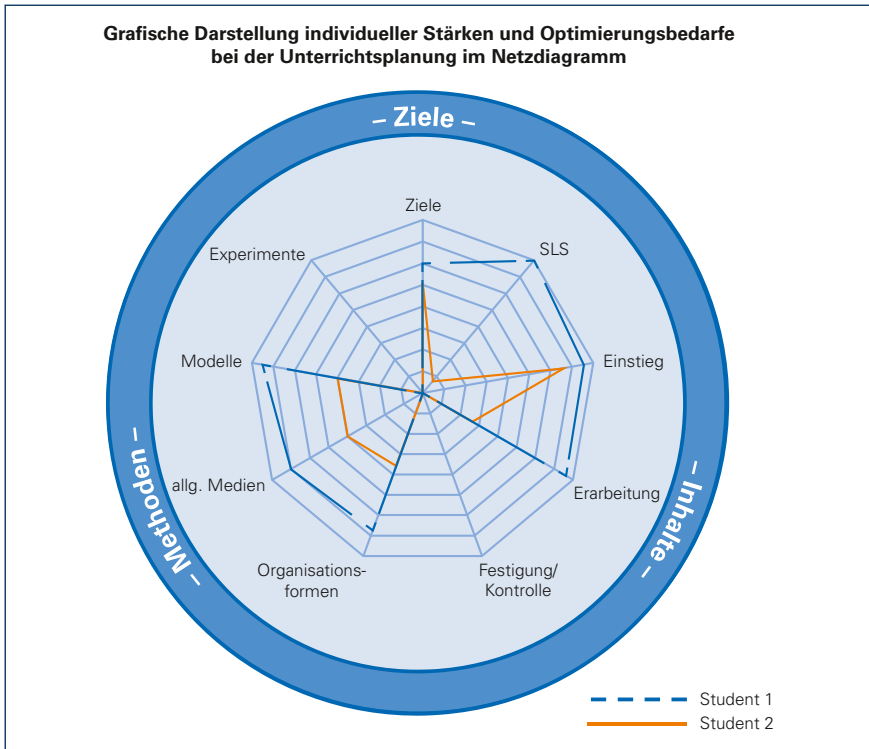 Grafische Darstellung individueller Stärken und Optimierungsbedarfe
bei der Unterrichtsplanung im Netzdiagramm
– Ziele –
Ziele
SLS
Experimente
Modelle
Einstieg
allg. Medien
Erarbeitung
Organisations-
formen
Festigung/
Kontrolle
– Methoden –
– Inhalte –
Student 1
Student 2